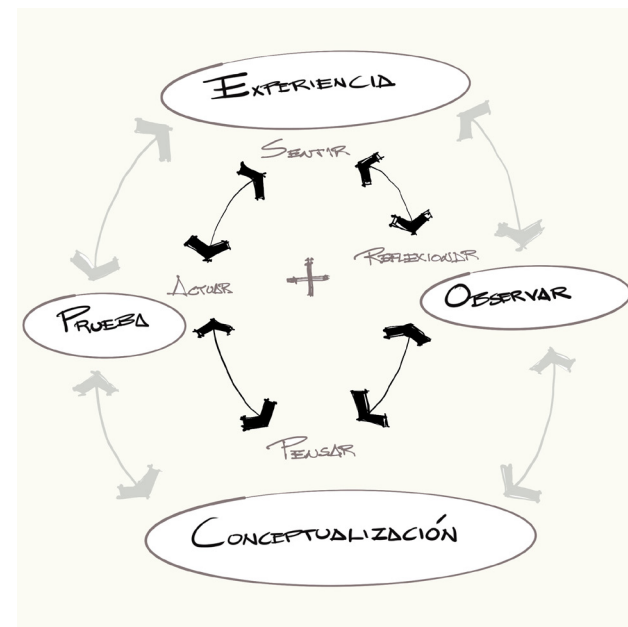 EXPERIENCIA
SENTIR
REFLEXIONAR
ACTUAR
OBSERVAR
PRUEBA
PENSAR
CONCEPTUALIZACIÓN